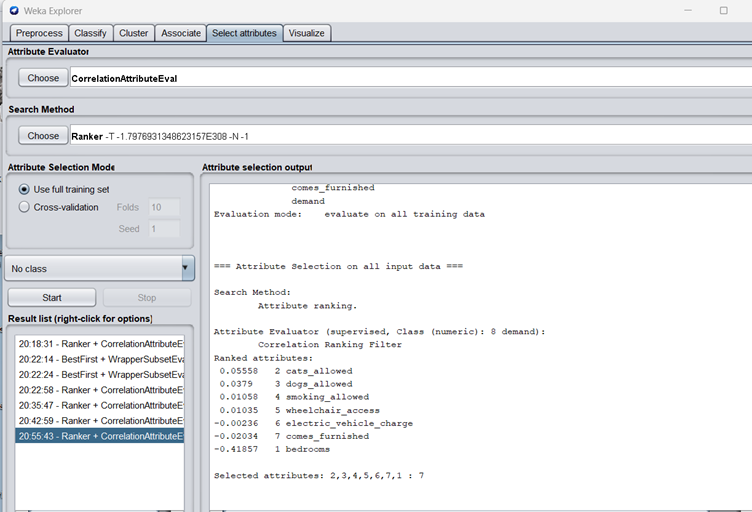 Weka Explorer
Preprocess Classify Cluster Associate Select attributes Visualize
Attribute Evaluator
Choose CorrelationAttributeEval
Search Method
Choose Ranker -T -1.7976931348623157E308 -N -1
Attribute Selection Mode
Use full training set
Cross-validation Folds 10
Seed 1
No class
Start Stop
Result list (right-click for options)
20:18:31 - Ranker + CorrelationAttributeE
20:22:14 - BestFirst + WrapperSubsetEva
20:22:24 - BestFirst + WrapperSubsetEva
20:22:58 - Ranker + CorrelationAttributeE
20:35:47 - Ranker + CorrelationAttributeE
20:42:59 - Ranker + CorrelationAttributeE
20:55:43 - Ranker + CorrelationAttributeE
Attribute selection output
comes_furnished
demand
Evaluation mode: evaluate on all training data
=== Attribute Selection on all input data ===
Search Method:
Attribute ranking.
Attribute Evaluator (supervised, Class (numeric): 8 demand):
Correlation Ranking Filter
Ranked attributes:
0.05558 2 cats_allowed
0.0379 3 dogs_allowed
0.01058 4 smoking_allowed
0.01035 5 wheelchair_access
-0.00236 6 electric_vehicle_charge
-0.02034 7 comes_furnished
-0.41857 1 bedrooms
Selected attributes: 2,3,4,5,6,7,1 : 7